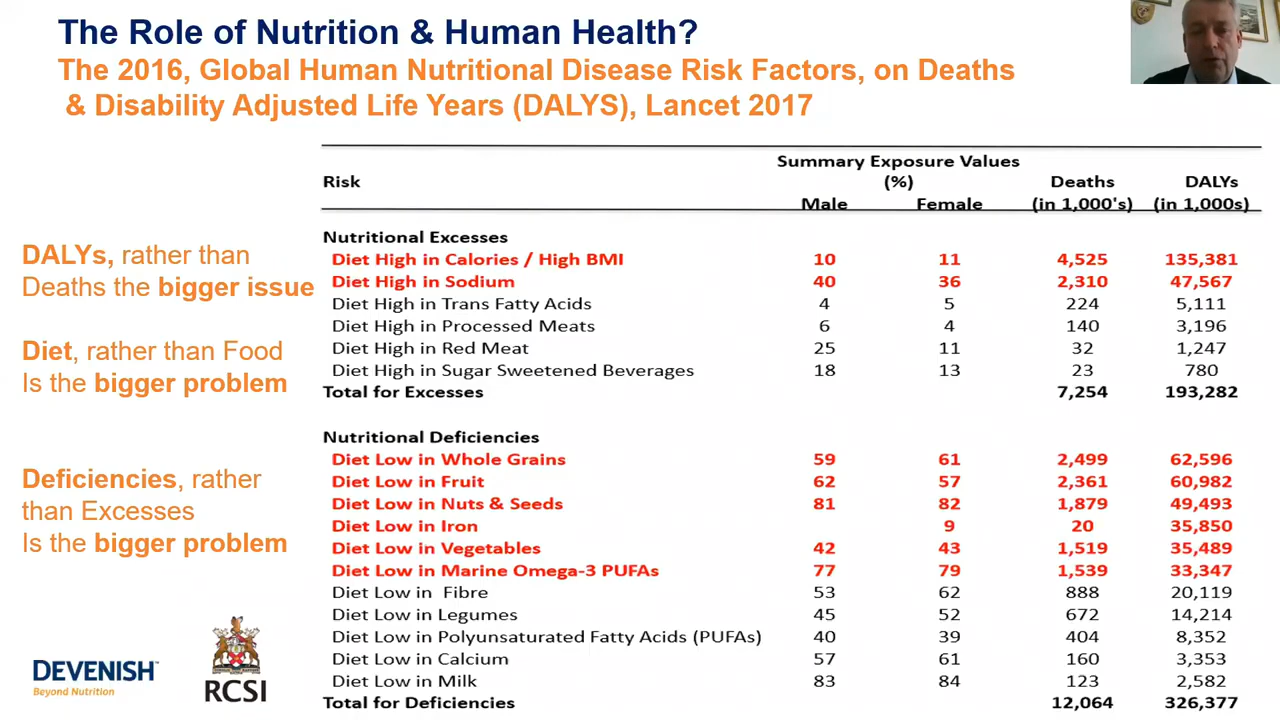 The Role of Nutrition & Human Health?
The 2016, Global Human Nutritional Disease Risk Factors, on Deaths
& Disability Adjusted Life Years (DALYS), Lancet 2017
DALYs, rather than
Deaths the bigger issue
Diet, rather than Food
Is the bigger problem
Deficiencies, rather
than Excesses
Is the bigger problem
DEVENISH™
Beyond Nutrition
RCSI
Summary Exposure Values
Risk (%) Deaths DALYs
Male Female (in 1,000's) (in 1,000s)
Nutritional Excesses
Diet High in Calories / High BMI 10 11 4,525 135,381
Diet High in Sodium 40 36 2,310 47,567
Diet High in Trans Fatty Acids 4 5 224 5,111
Diet High in Processed Meats 6 4 140 3,196
Diet High in Red Meat 25 11 32 1,247
Diet High in Sugar Sweetened Beverages 18 13 23 780
Total for Excesses 7,254 193,282
Nutritional Deficiencies
Diet Low in Whole Grains 59 61 2,499 62,596
Diet Low in Fruit 62 57 2,361 60,982
Diet Low in Nuts & Seeds 81 82 1,879 49,493
Diet Low in Iron 9 20 35,850
Diet Low in Vegetables 42 43 1,519 35,489
Diet Low in Marine Omega-3 PUFAs 77 79 1,539 33,347
Diet Low in Fibre 53 62 888 20,119
Diet Low in Legumes 45 52 672 14,214
Diet Low in Polyunsaturated Fatty Acids (PUFAs) 40 39 404 8,352
Diet Low in Calcium 57 61 160 3,353
Diet Low in Milk 83 84 123 2,582
Total for Deficiencies 12,064 326,377